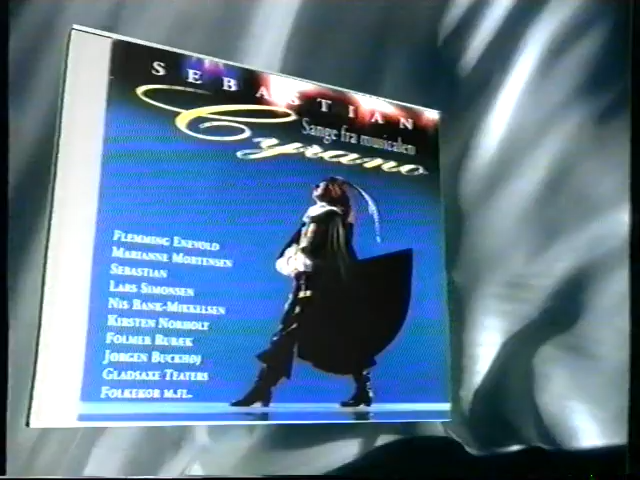 SEBASTIAN
Sange fra musicalen
Cyrano
FLEMMING ENEVOLD
MARIANNE MORTENSEN
SEBASTIAN
LARS SIMONSEN
NIS BANK-MIKKELSEN
KIRSTEN NORHOLT
FOLMER RUBÆK
JØRGEN BUCKHØJ
GLADSAXE TEATERS
FOLKEKOR M.FL.